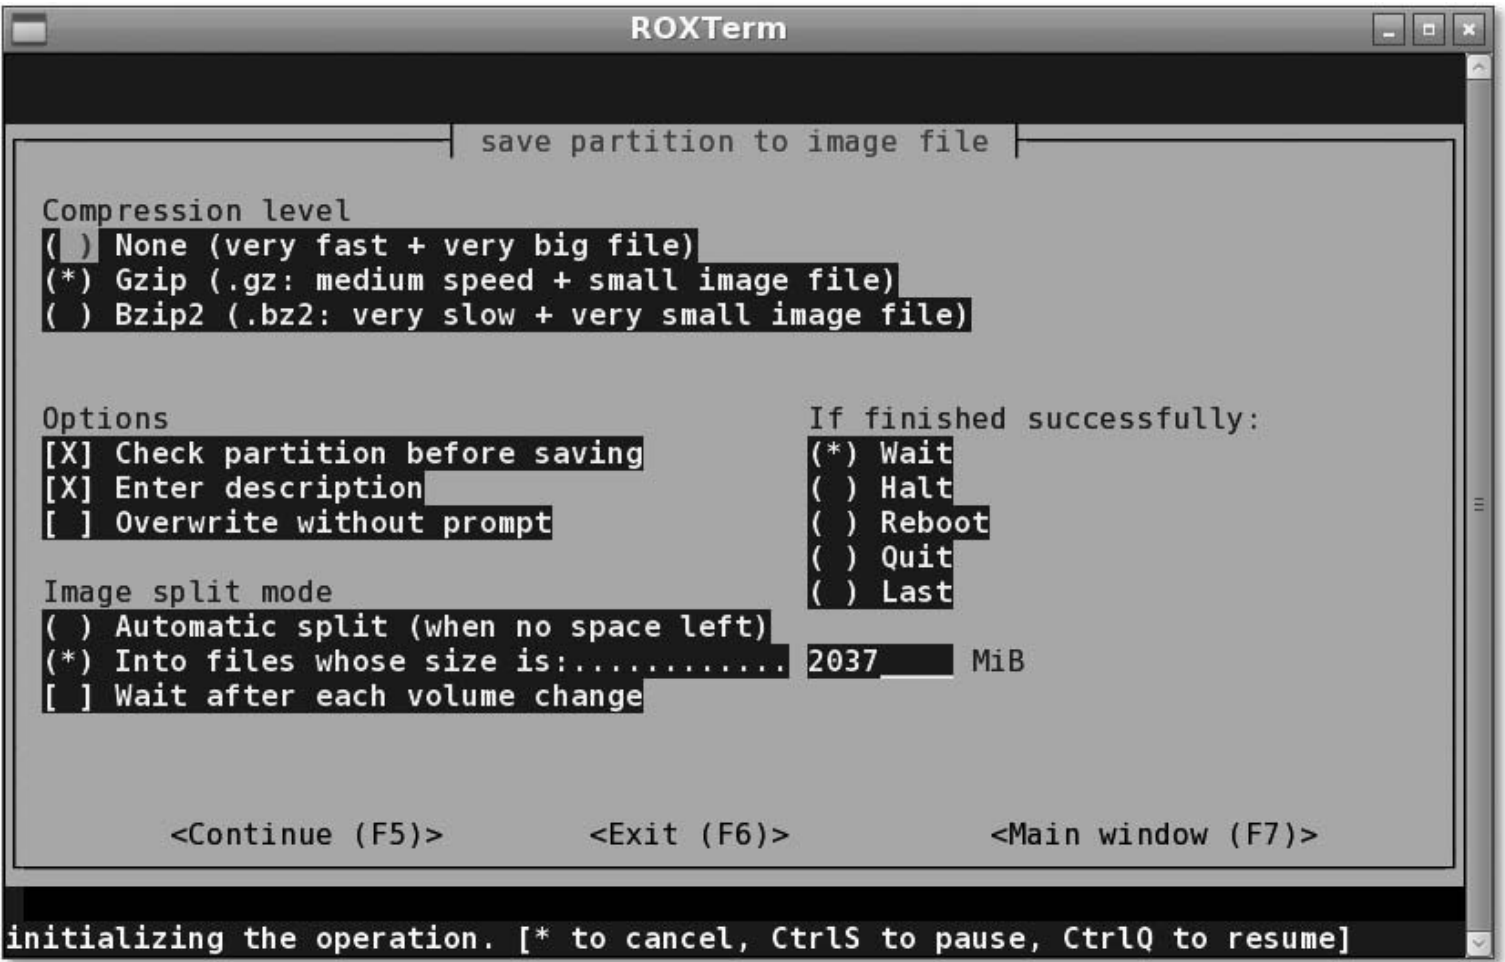 ROXTerm
save partition to image file
Compression level
( ) None (very fast + very big file)
(*) Gzip (.gz: medium speed + small image file)
( ) Bzip2 (.bz2: very slow + very small image file)
Options
[X] Check partition before saving
[X] Enter description
[ ] Overwrite without prompt
If finished successfully:
(*) Wait
( ) Halt
( ) Reboot
( ) Quit
( ) Last
Image split mode
( ) Automatic split (when no space left)
(*) Into files whose size is:............ 2037____ MiB
[ ] Wait after each volume change
<Continue (F5)> <Exit (F6)> <Main window (F7)>
initializing the operation. [* to cancel, CtrlS to pause, CtrlQ to resume]